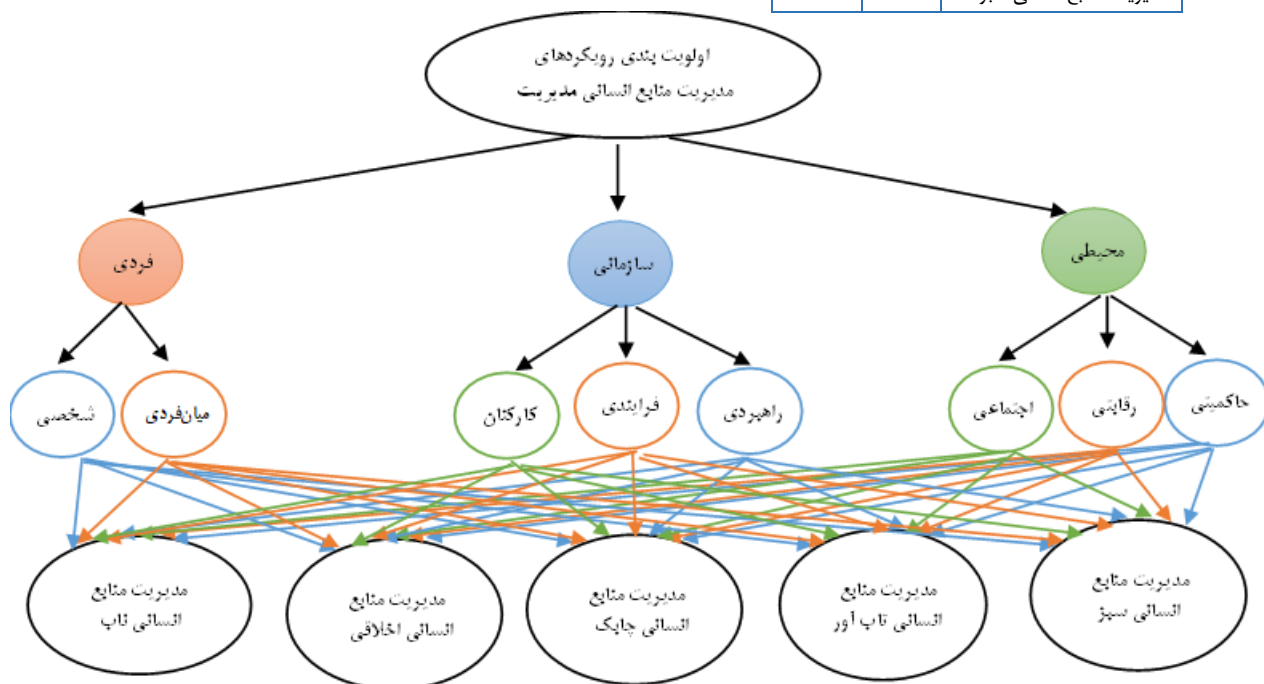 اولویت بندی رویکردهای
مدیریت منابع انسانی مدیریت
محیطی
سازمانی
فردی
حاکمیتی
رقابتی
اجتماعی
راهبردی
فرایندی
کارکنان
میان‌فردی
شخصی
مدیریت منابع
انسانی سبز
مدیریت منابع
انسانی تاب آور
مدیریت منابع
انسانی چابک
مدیریت منابع
انسانی اخلاقی
مدیریت منابع
انسانی ناب